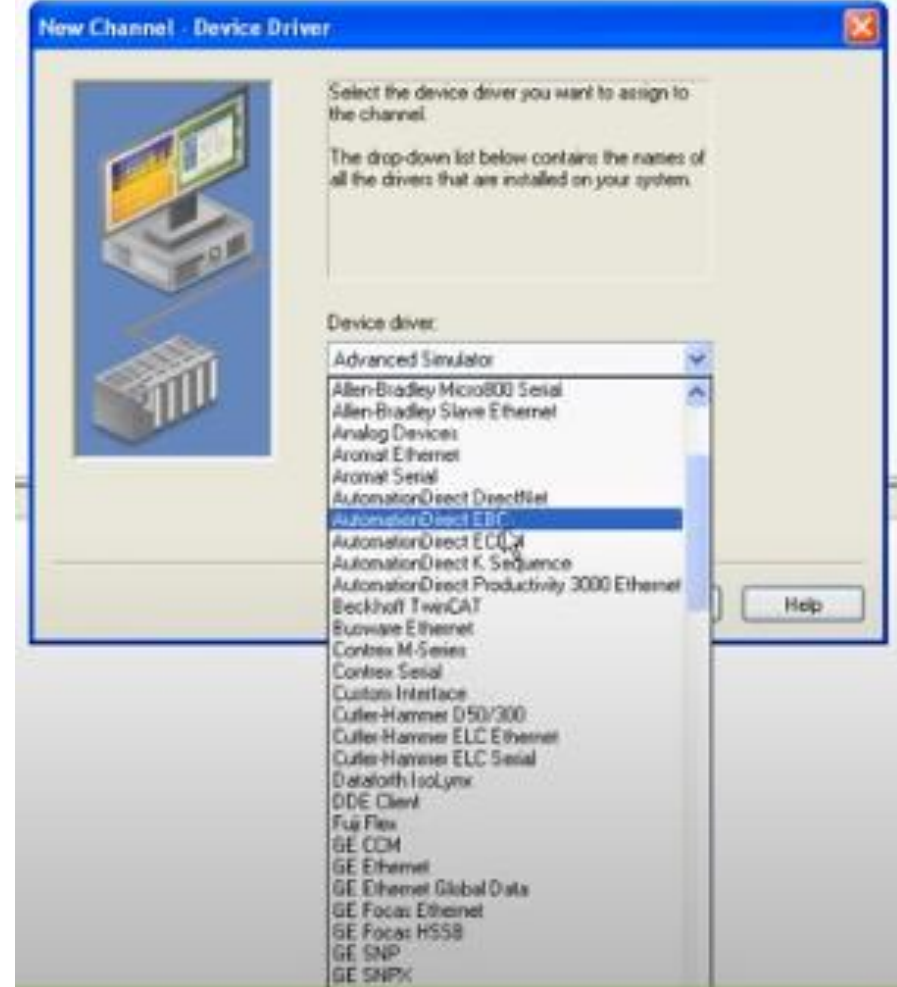 New Channel - Device Driver
Select the device driver you want to assign to
the channel.
The drop-down list below contains the names of
all the drivers that are installed on your system.
Device driver:
Advanced Simulator
Allen-Bradley Micro800 Serial
Allen-Bradley Slave Ethernet
Analog Devices
Aromat Ethernet
Aromat Serial
AutomationDirect DirectNet
AutomationDirect EBC
AutomationDirect ECOM
AutomationDirect K Sequence
AutomationDirect Productivity 3000 Ethernet
Beckhoff TwinCAT
Busware Ethernet
Contrex M-Series
Contrex Serial
Custom Interface
Cutler-Hammer D50/300
Cutler-Hammer ELC Ethernet
Cutler-Hammer ELC Serial
Dataforth IsoLynx
DDE Client
Fuji Flex
GE CCM
GE Ethernet
GE Ethernet Global Data
GE Focas Ethernet
GE Focas HSSB
GE SNP
GE SNPX
Help